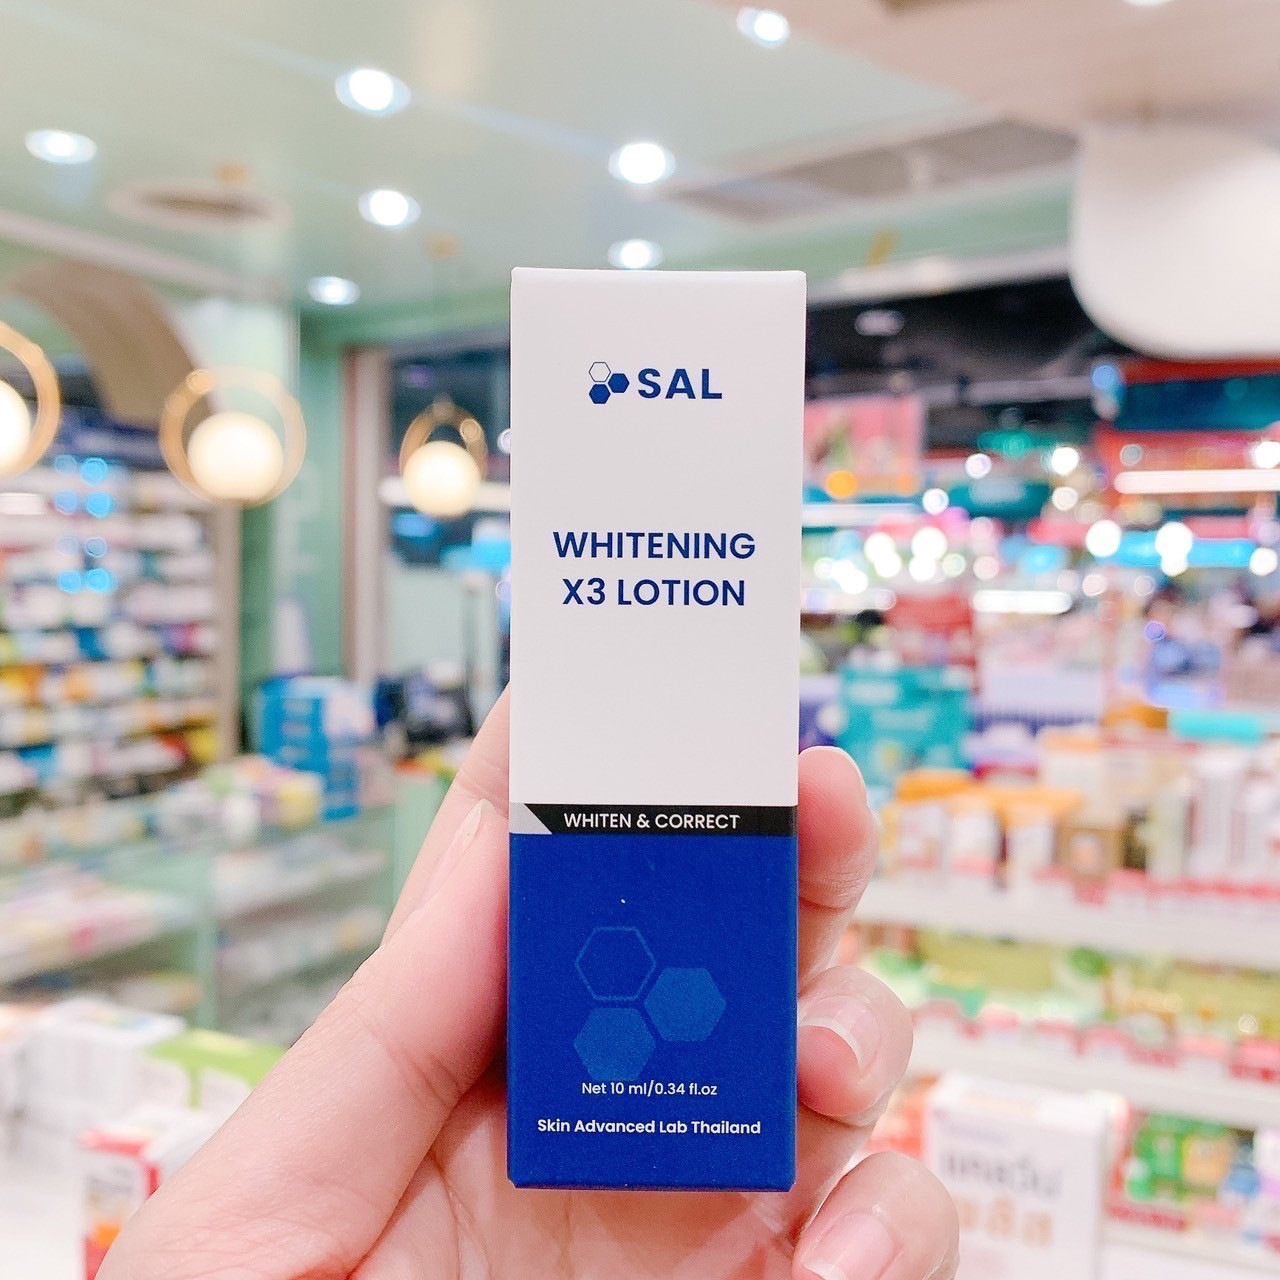 SAL
WHITENING
X3 LOTION
WHITEN & CORRECT
Net 10 ml/0.34 fl.oz
Skin Advanced Lab Thailand